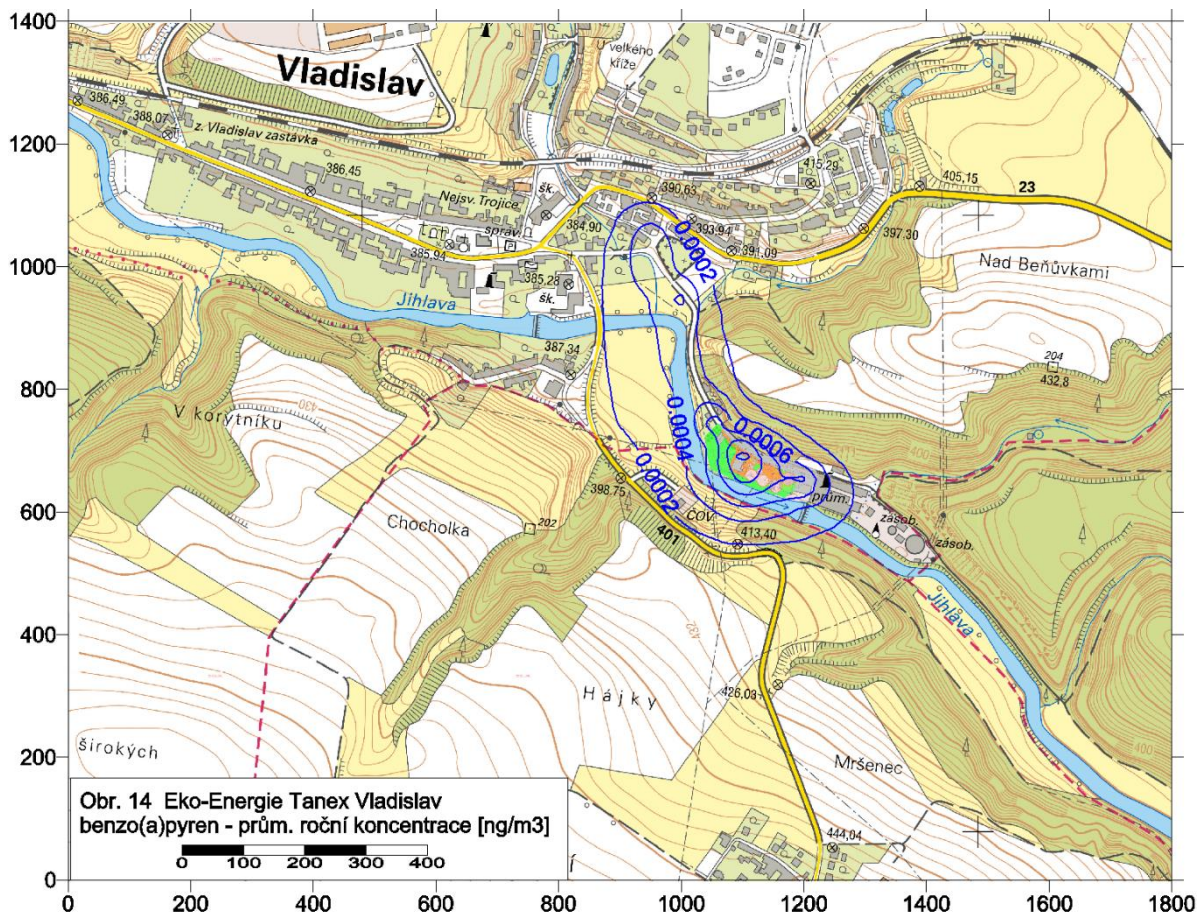 1400
1200
1000
800
600
400
200
0
velkého
kříže
Vladislav
386,49
388,07
z. Vladislav zastávka
386,45
415,29
405,15
23
390,63
393,94
391,09
397,30
šk.
Nejsv. Trojice
384,90
správ.
385,94
385,28
šk.
0.0002
Nad Beňůvkami
Jihlava
387,34
204
432,8
V korytníku
430
0.0004
0.0006
0.0002
398,75
ČOV
prům.
zásob.
zásob.
Chocholka
202
401
413,40
Jihlava
432
426,03
Hájky
širokých
Mršenec
444,04
400
Obr. 14 Eko-Energie Tanex Vladislav
benzo(a)pyren - prům. roční koncentrace [ng/m3]
0 100 200 300 400
0 200 400 600 800 1000 1200 1400 1600 1800